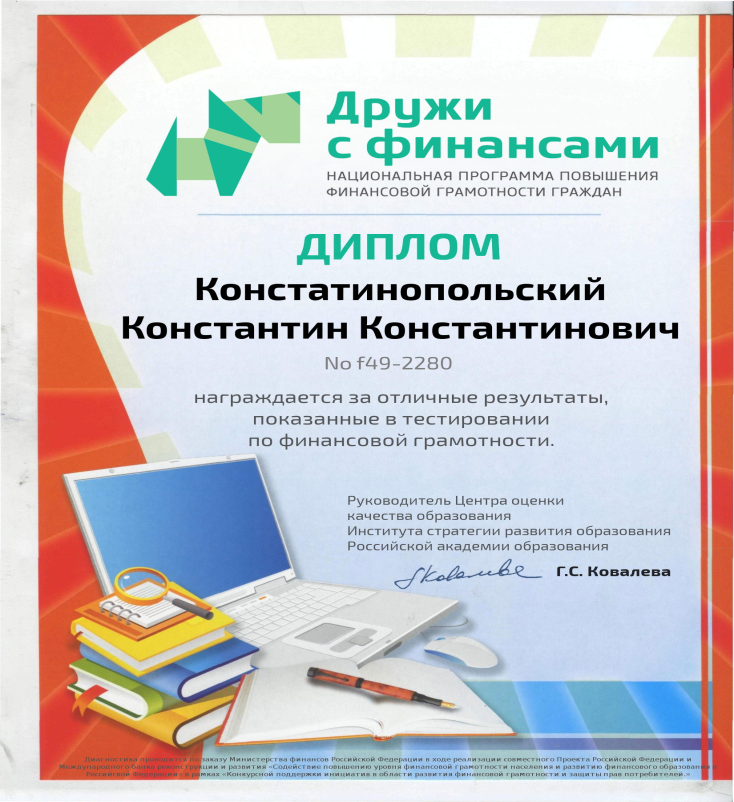 Дружи
с финансами
НАЦИОНАЛЬНАЯ ПРОГРАММА ПОВЫШЕНИЯ
ФИНАНСОВОЙ ГРАМОТНОСТИ ГРАЖДАН
ДИПЛОМ
Констатинопольский
Константин Константинович
No f49-2280
награждается за отличные результаты,
показанные в тестировании
по финансовой грамотности.
Руководитель Центра оценки
качества образования
Института стратегии развития образования
Российской академии образования
Г.С. Ковалева
Диагностика проводится по заказу Министерства финансов Российской Федерации в ходе реализации совместного Проекта Российской Федерации и
Международного банка реконструкции и развития «Содействие повышению уровня финансовой грамотности населения и развитию финансового образования в
Российской Федерации» в рамках «Конкурсной поддержки инициатив в области развития финансовой грамотности и защиты прав потребителей.»